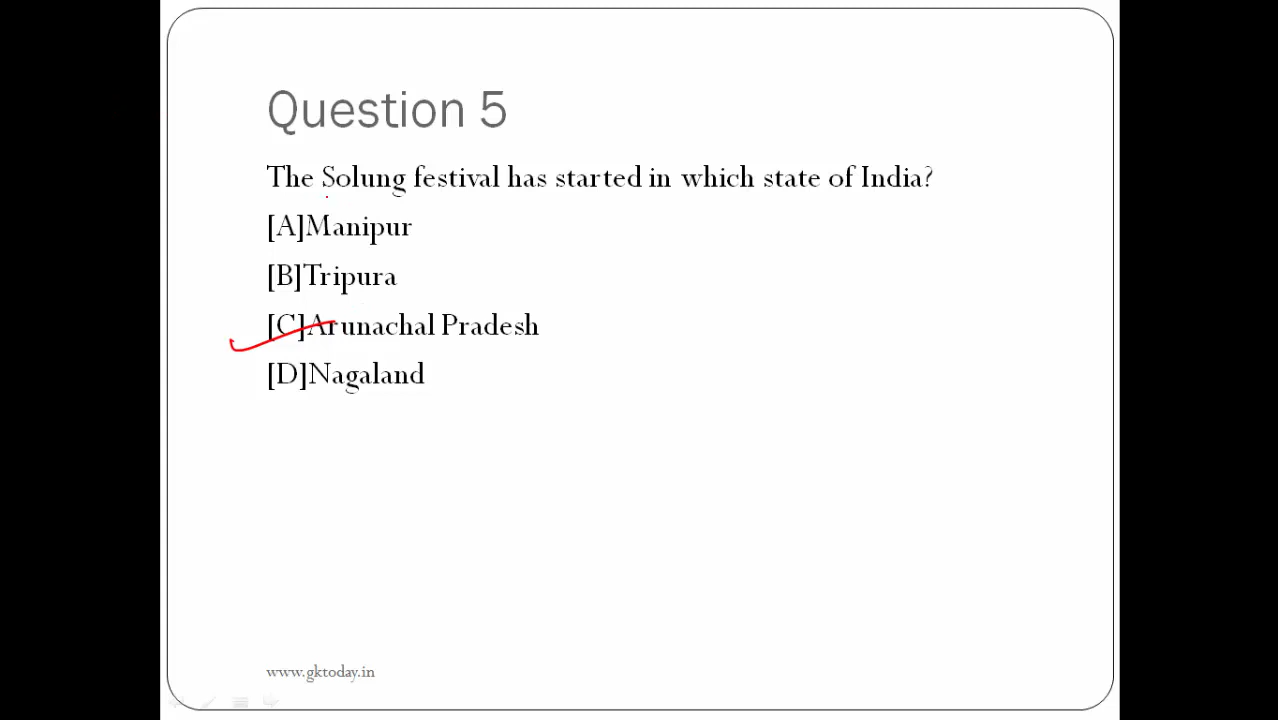 Question 5
The Solung festival has started in which state of India?
[A]Manipur
[B]Tripura
[C]Arunachal Pradesh
[D]Nagaland
www.gktoday.in